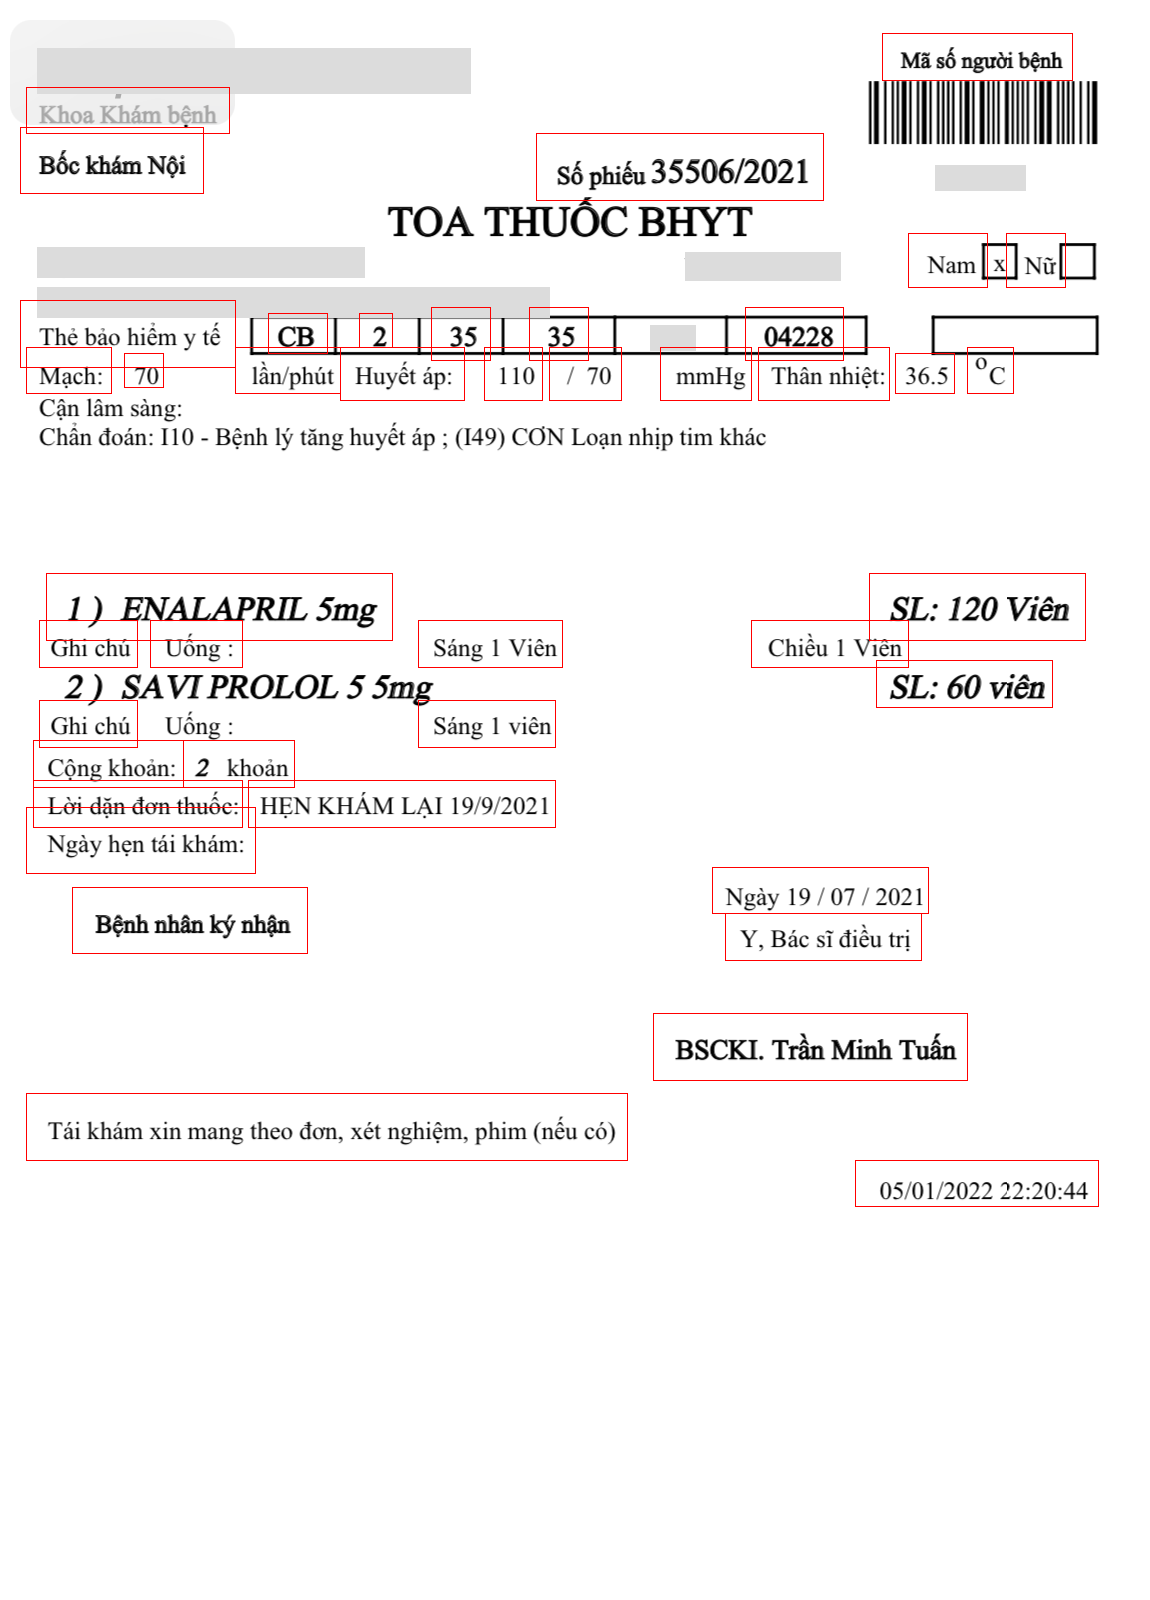 Mã số người bệnh
Khoa Khám bệnh
Bốc khám Nội
Số phiếu 35506/2021
TOA THUỐC BHYT
Nam x Nữ
Thẻ bảo hiểm y tế CB 2 35 35 04228
Mạch: 70 lần/phút Huyết áp: 110 / 70 mmHg Thân nhiệt: 36.5 °C
Cận lâm sàng:
Chẩn đoán: I10 - Bệnh lý tăng huyết áp ; (I49) CƠN Loạn nhịp tim khác
1 ) ENALAPRIL 5mg SL: 120 Viên
Ghi chú Uống : Sáng 1 Viên Chiều 1 Viên
2 ) SAVI PROLOL 5 5mg SL: 60 viên
Ghi chú Uống : Sáng 1 viên
Cộng khoản: 2 khoản
Lời dặn đơn thuốc: HẸN KHÁM LẠI 19/9/2021
Ngày hẹn tái khám:
Ngày 19 / 07 / 2021
Bệnh nhân ký nhận
Y, Bác sĩ điều trị
BSCKI. Trần Minh Tuấn
Tái khám xin mang theo đơn, xét nghiệm, phim (nếu có)
05/01/2022 22:20:44